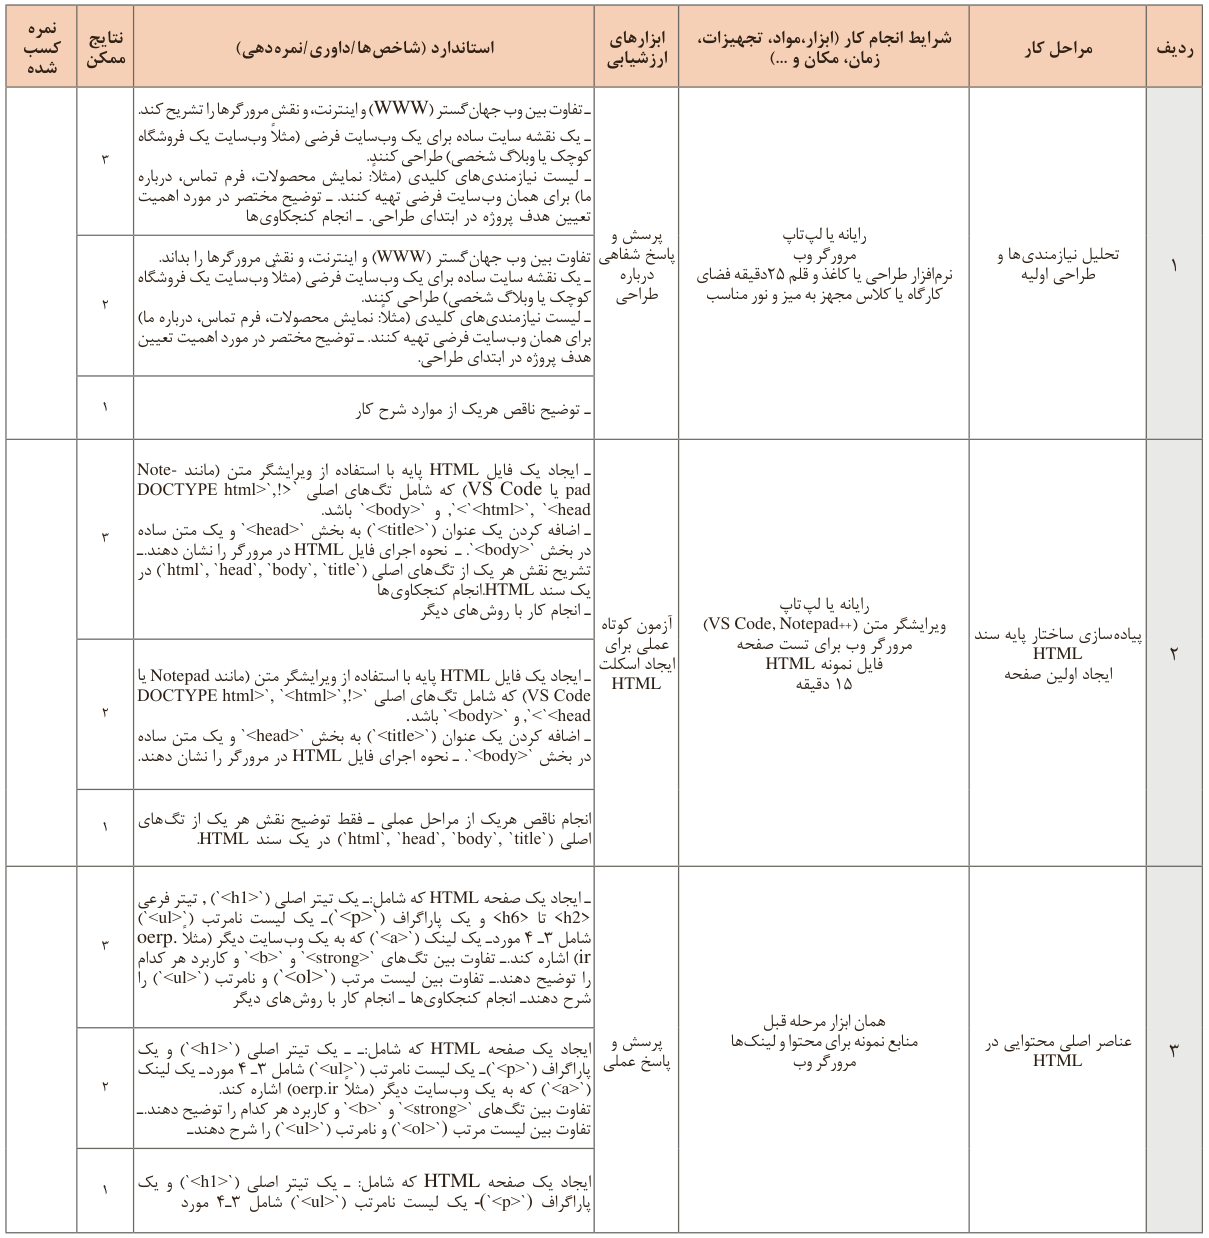 ردیف
مراحل کار
شرایط انجام کار (ابزار،مواد، تجهیزات،
زمان، مکان و ...)
ابزارهای
ارزشیابی
استاندارد (شاخص‌ها/داوری/نمره‌دهی)
نتایج
ممکن
نمره
کسب
شده
۱
تحلیل نیازمندی‌ها و
طراحی اولیه
رایانه یا لپ‌تاپ
مرورگر وب
نرم‌افزار طراحی یا کاغذ و قلم ۲۵دقیقه فضای
کارگاه یا کلاس مجهز به میز و نور مناسب
پرسش و
پاسخ شفاهی
درباره
طراحی
ـ تفاوت بین وب جهان‌گستر (WWW) و اینترنت، و نقش مرورگرها را تشریح کند.
ـ یک نقشه سایت ساده برای یک وب‌سایت فرضی (مثلاً وب‌سایت یک فروشگاه
کوچک یا وبلاگ شخصی) طراحی کنند.
ـ لیست نیازمندی‌های کلیدی (مثلاً: نمایش محصولات، فرم تماس، درباره
ما) برای همان وب‌سایت فرضی تهیه کنند. ـ توضیح مختصر در مورد اهمیت
تعیین هدف پروژه در ابتدای طراحی. ـ انجام کنجکاوی‌ها
۳
تفاوت بین وب جهان‌گستر (WWW) و اینترنت، و نقش مرورگرها را بداند.
ـ یک نقشه سایت ساده برای یک وب‌سایت فرضی (مثلاً وب‌سایت یک فروشگاه
کوچک یا وبلاگ شخصی) طراحی کنند.
ـ لیست نیازمندی‌های کلیدی (مثلاً: نمایش محصولات، فرم تماس، درباره ما)
برای همان وب‌سایت فرضی تهیه کنند. ـ توضیح مختصر در مورد اهمیت تعیین
هدف پروژه در ابتدای طراحی.
۲
ـ توضیح ناقص هریک از موارد شرح کار
۱
۲
پیاده‌سازی ساختار پایه سند
HTML
ایجاد اولین صفحه
رایانه یا لپ‌تاپ
ویرایشگر متن (VS Code, Notepad++)
مرورگر وب برای تست صفحه
فایل نمونه HTML
۱۵ دقیقه
آزمون کوتاه
عملی برای
ایجاد اسکلت
HTML
ـ ایجاد یک فایل HTML پایه با استفاده از ویرایشگر متن (مانند Note-
pad یا VS Code) که شامل تگ‌های اصلی `<!,`<DOCTYPE html
head>` ,`<html>`<`, و `<body>` باشد.
ـ اضافه کردن یک عنوان (`<title>`) به بخش `<head>` و یک متن ساده
در بخش `<body>`. ـ نحوه اجرای فایل HTML در مرورگر را نشان دهند.ـ
تشریح نقش هر یک از تگ‌های اصلی (`html`, `head`, `body`, `title`) در
یک سند HTML.انجام کنجکاوی‌ها
ـ انجام کار با روش‌های دیگر
۳
ـ ایجاد یک فایل HTML پایه با استفاده از ویرایشگر متن (مانند Notepad یا
VS Code) که شامل تگ‌های اصلی `<!,`<DOCTYPE html>`, `<html
head>`<`, و `<body>` باشد.
ـ اضافه کردن یک عنوان (`<title>`) به بخش `<head>` و یک متن ساده
در بخش `<body>`. ـ نحوه اجرای فایل HTML در مرورگر را نشان دهند.
۲
انجام ناقص هریک از مراحل عملی ـ فقط توضیح نقش هر یک از تگ‌های
اصلی (`html`, `head`, `body`, `title`) در یک سند HTML.
۱
۳
عناصر اصلی محتوایی در
HTML
همان ابزار مرحله قبل
منابع نمونه برای محتوا و لینک‌ها
مرورگر وب
پرسش و
پاسخ عملی
ـ ایجاد یک صفحه HTML که شامل:ـ یک تیتر اصلی (`<h1>`) , تیتر فرعی
<h2> تا <h6> و یک پاراگراف (`<p>`)ـ یک لیست نامرتب (`<ul>`)
شامل ۳ـ ۴ موردـ یک لینک (`<a>`) که به یک وب‌سایت دیگر (مثلاً oerp.
ir) اشاره کند.ـ تفاوت بین تگ‌های `<strong>` و `<b>` و کاربرد هر کدام
را توضیح دهند.ـ تفاوت بین لیست مرتب (`<ol>`) و نامرتب (`<ul>`) را
شرح دهندـ انجام کنجکاوی‌ها ـ انجام کار با روش‌های دیگر
۳
ایجاد یک صفحه HTML که شامل:ـ ـ یک تیتر اصلی (`<h1>`) و یک
پاراگراف (`<p>`)ـ یک لیست نامرتب (`<ul>`) شامل ۳ـ ۴ موردـ یک لینک
(`<a>`) که به یک وب‌سایت دیگر (مثلاً oerp.ir) اشاره کند.
تفاوت بین تگ‌های `<strong>` و `<b>` و کاربرد هر کدام را توضیح دهند.ـ
تفاوت بین لیست مرتب (`<ol>`) و نامرتب (`<ul>`) را شرح دهندـ
۲
ایجاد یک صفحه HTML که شامل: ـ یک تیتر اصلی (`<h1>`) و یک
پاراگراف (`<p>`)- یک لیست نامرتب (`<ul>`) شامل ۳ـ۴ مورد
۱